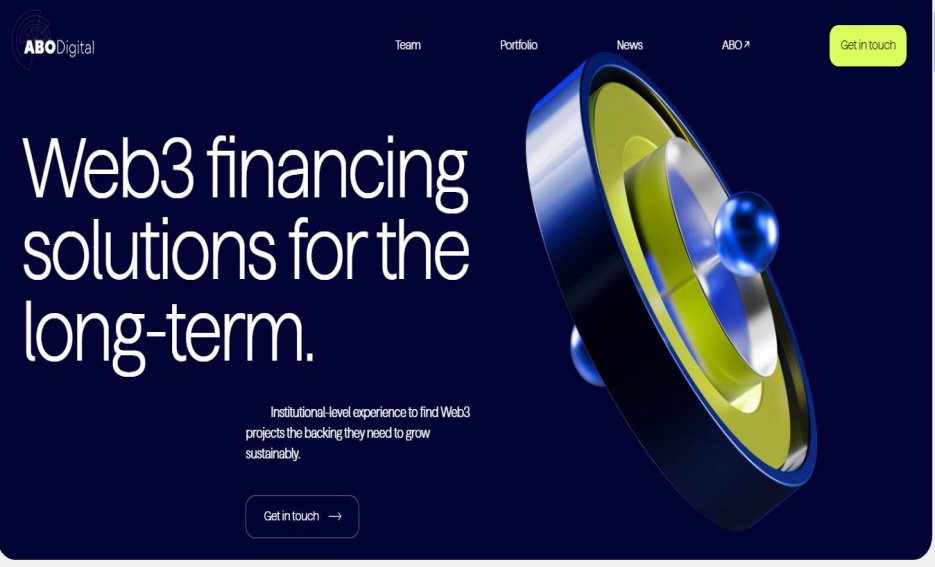 ABODigital
Team
Portfolio
News
ABO↗
Get in touch
Web3 financing
solutions for the
long-term.
Institutional-level experience to find Web3
projects the backing they need to grow
sustainably.
Get in touch →